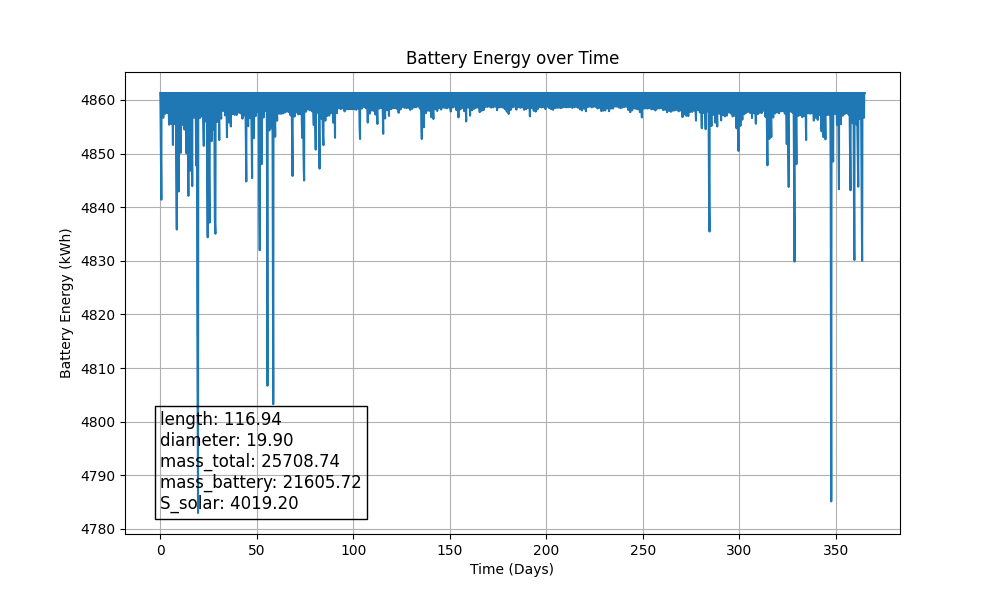 Battery Energy over Time
Battery Energy (kWh)
4860
4850
4840
4830
4820
4810
4800
4790
4780
length: 116.94
diameter: 19.90
mass_total: 25708.74
mass_battery: 21605.72
S_solar: 4019.20
0 50 100 150 200 250 300 350
Time (Days)